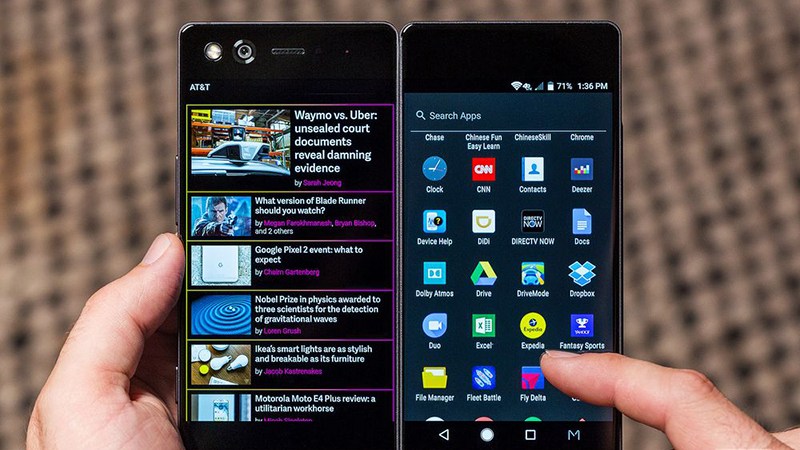 AT&T
Waymo vs. Uber:
unsealed court
documents
reveal damning
evidence
by Sarah Jeong
What version of Blade Runner
should you watch?
by Megan Farokhmanesh, Bryan Bishop,
and 2 others
Google Pixel 2 event: what to
expect
by Chaim Gartenberg
Nobel Prize in physics awarded to
three scientists for the detection
of gravitational waves
by Loren Grush
Ikea's smart lights are as stylish
and breakable as its furniture
by Jacob Kastrenakes
Motorola Moto E4 Plus review: a
utilitarian workhorse
71% 1:36 PM
Search Apps
Chase Chinese Fun ChineseSkill Chrome
Easy Learn
CNN
Clock CNN Contacts Deezer
DIRECTV
NOW
Device Help DiDi DIRECTV NOW Docs
Dolby Atmos Drive DriveMode Dropbox
Expedia
Duo Excel Expedia Fantasy Sports
File Manager Fleet Battle Fly Delta